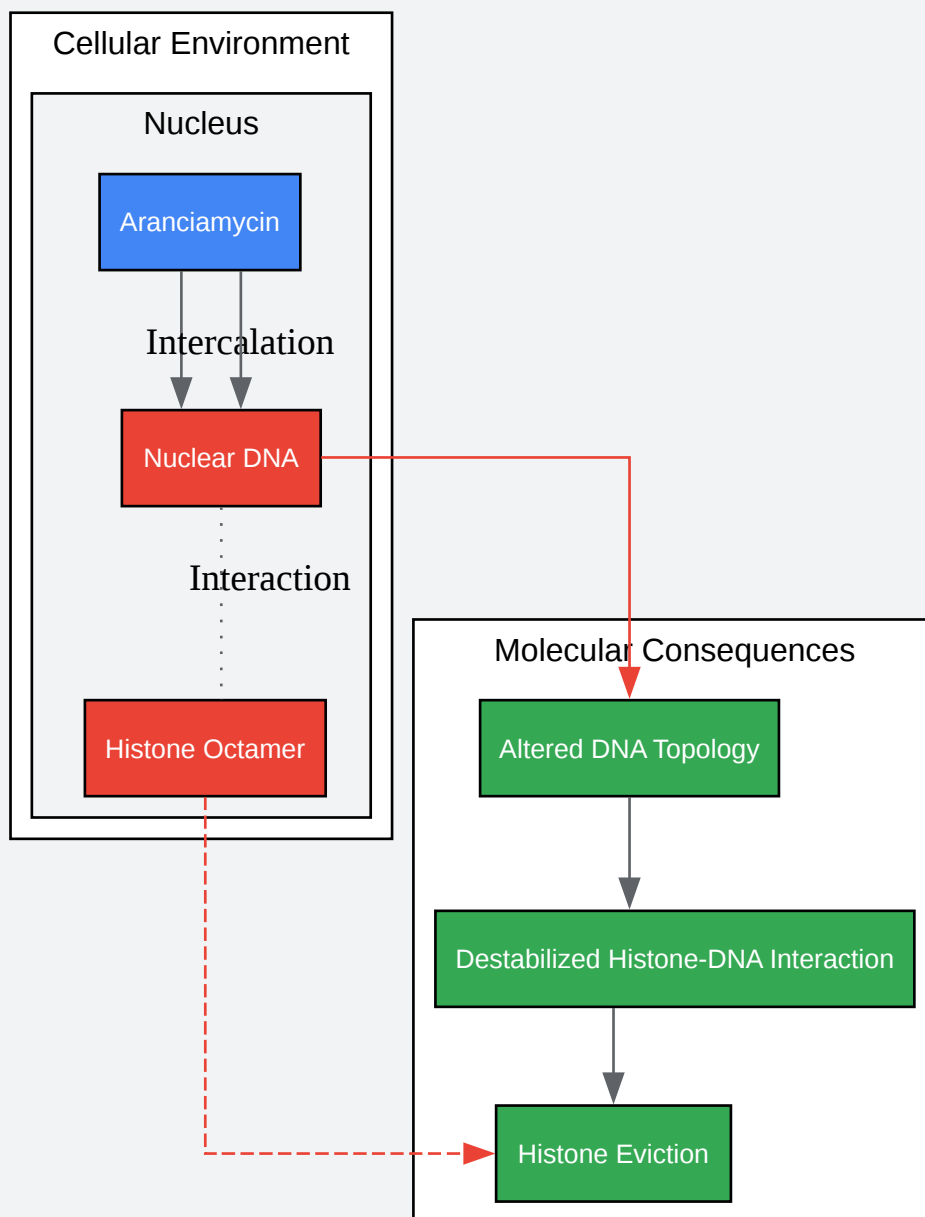 Cellular Environment
Nucleus
Aranciamycin
Intercalation
Nuclear DNA
Interaction
Histone Octamer
Molecular Consequences
Altered DNA Topology
Destabilized Histone-DNA Interaction
Histone Eviction